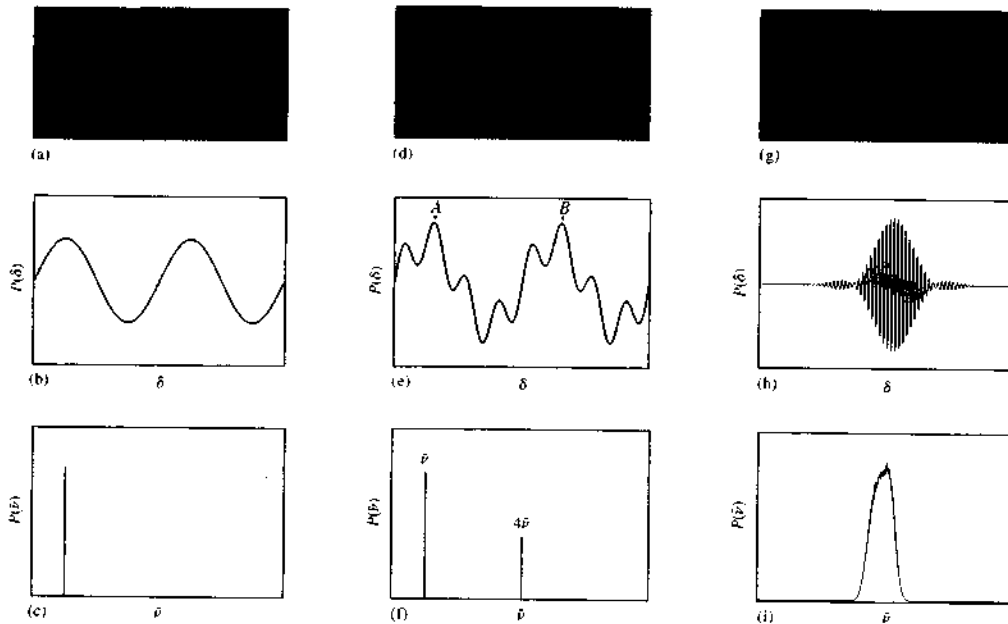 (a)
(d)
(g)
P(δ)
(b)
δ
A
B
P(δ)
(e)
δ
P(δ)
(h)
δ
P(ν̄)
(c)
ν̄
ν̄
4ν̄
P(ν̄)
(f)
ν̄
P(ν̄)
(i)
ν̄